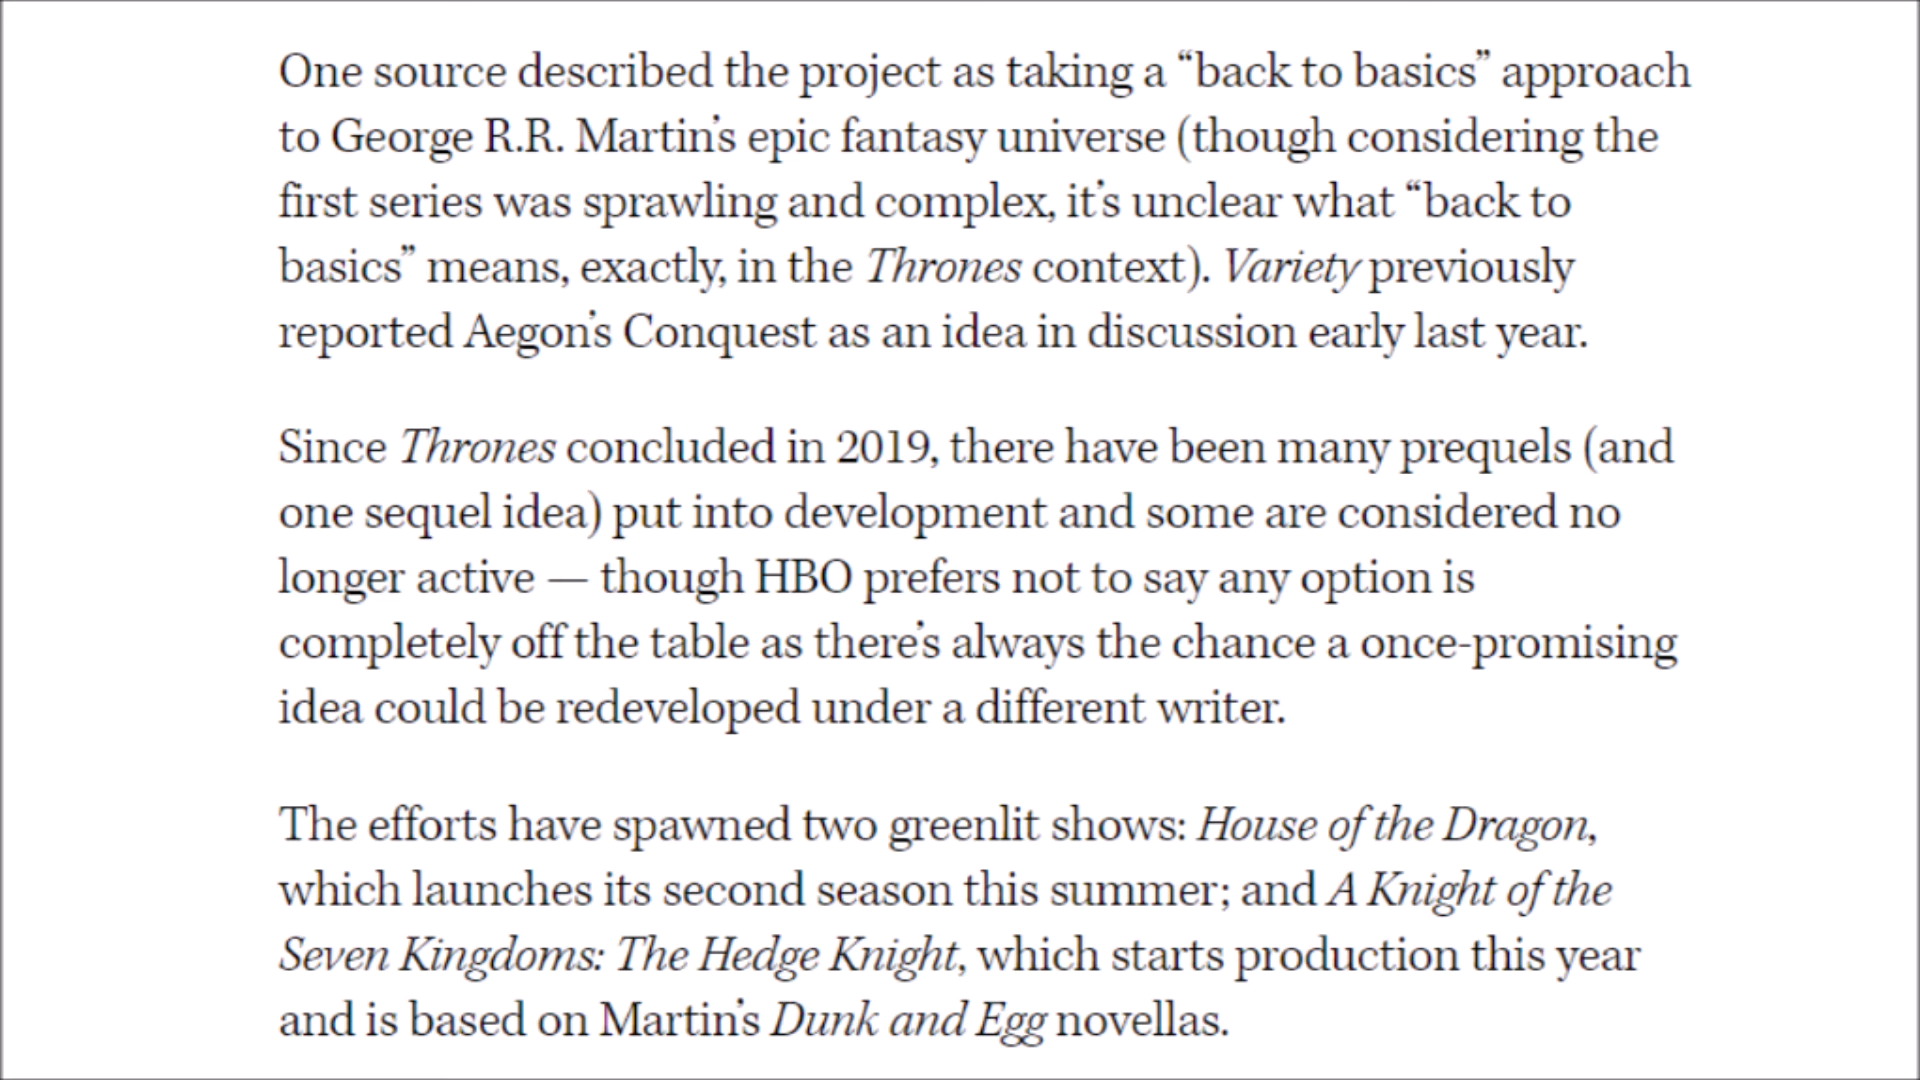 One source described the project as taking a “back to basics” approach
to George R.R. Martin’s epic fantasy universe (though considering the
first series was sprawling and complex, it’s unclear what “back to
basics” means, exactly, in the Thrones context). Variety previously
reported Aegon’s Conquest as an idea in discussion early last year.
Since Thrones concluded in 2019, there have been many prequels (and
one sequel idea) put into development and some are considered no
longer active — though HBO prefers not to say any option is
completely off the table as there’s always the chance a once-promising
idea could be redeveloped under a different writer.
The efforts have spawned two greenlit shows: House of the Dragon,
which launches its second season this summer; and A Knight of the
Seven Kingdoms: The Hedge Knight, which starts production this year
and is based on Martin’s Dunk and Egg novellas.